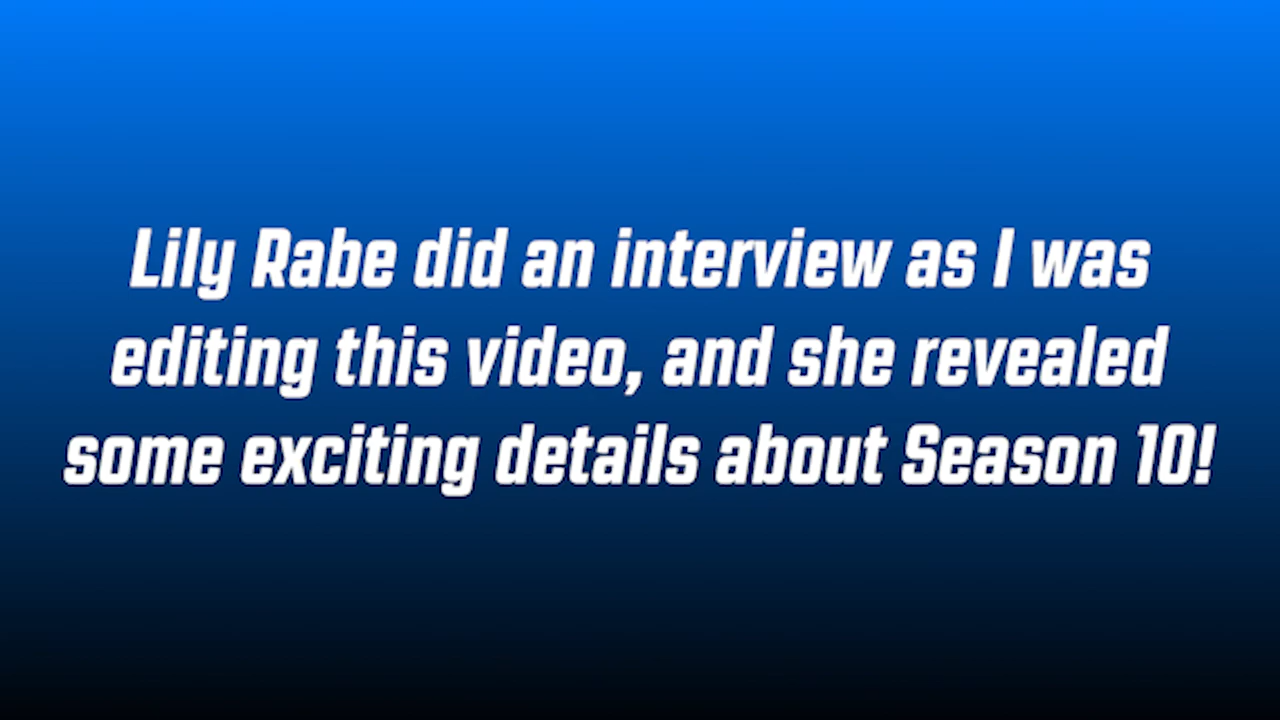 Lily Rabe did an interview as I was
editing this video, and she revealed
some exciting details about Season 10!